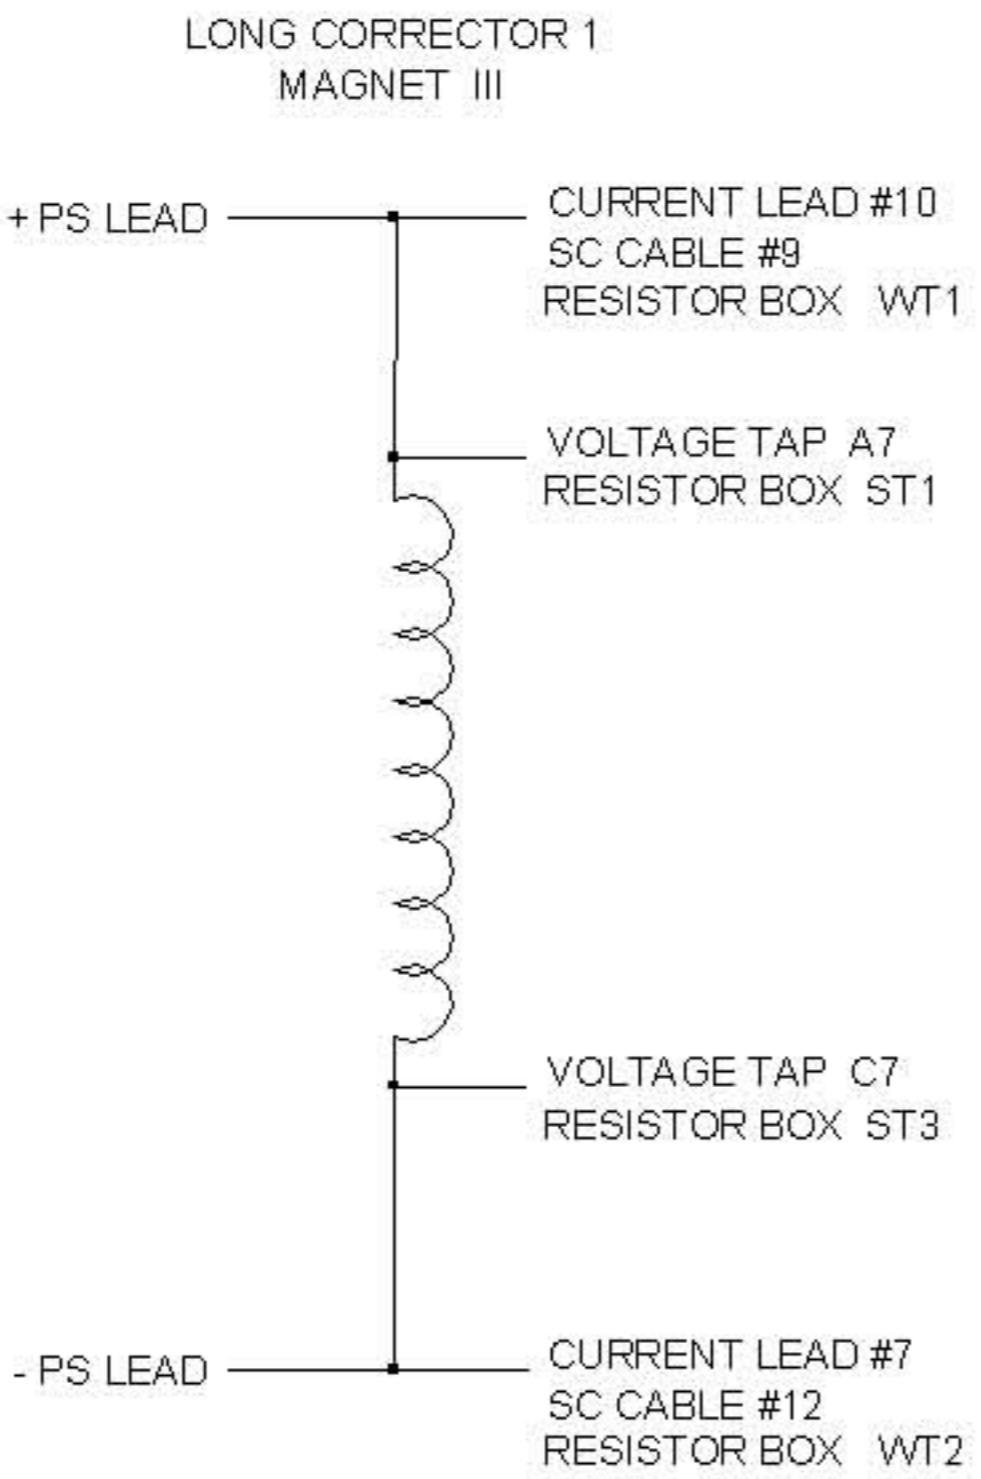 LONG CORRECTOR 1
MAGNET III
+ PS LEAD
CURRENT LEAD #10
SC CABLE #9
RESISTOR BOX WT1
VOLTAGE TAP A7
RESISTOR BOX ST1
VOLTAGE TAP C7
RESISTOR BOX ST3
- PS LEAD
CURRENT LEAD #7
SC CABLE #12
RESISTOR BOX WT2